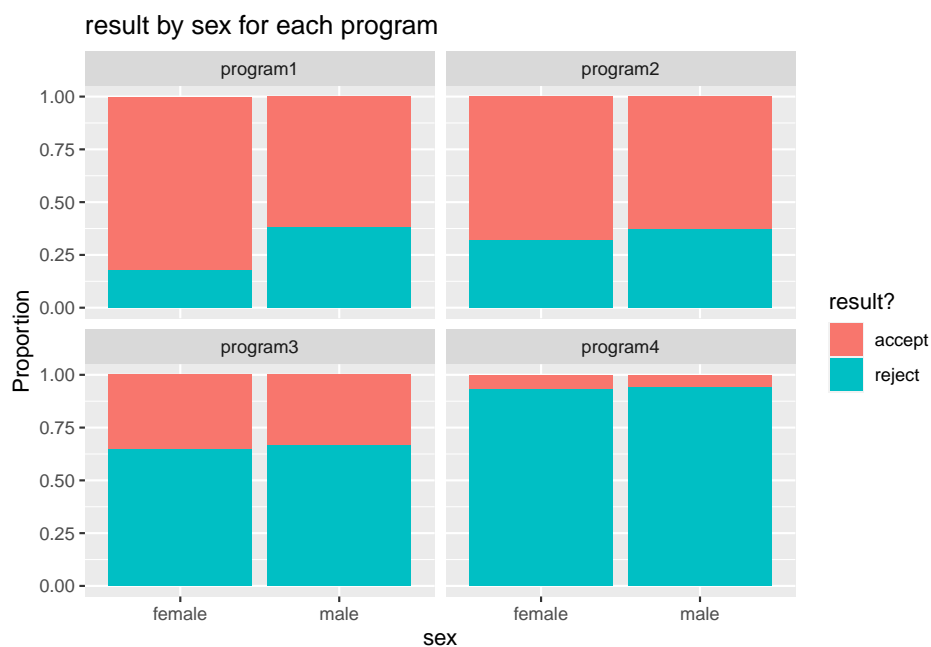 result by sex for each program
program1
program2
1.00
0.75
0.50
0.25
0.00
program3
program4
1.00
0.75
0.50
0.25
0.00
Proportion
female
male
female
male
sex
result?
accept
reject